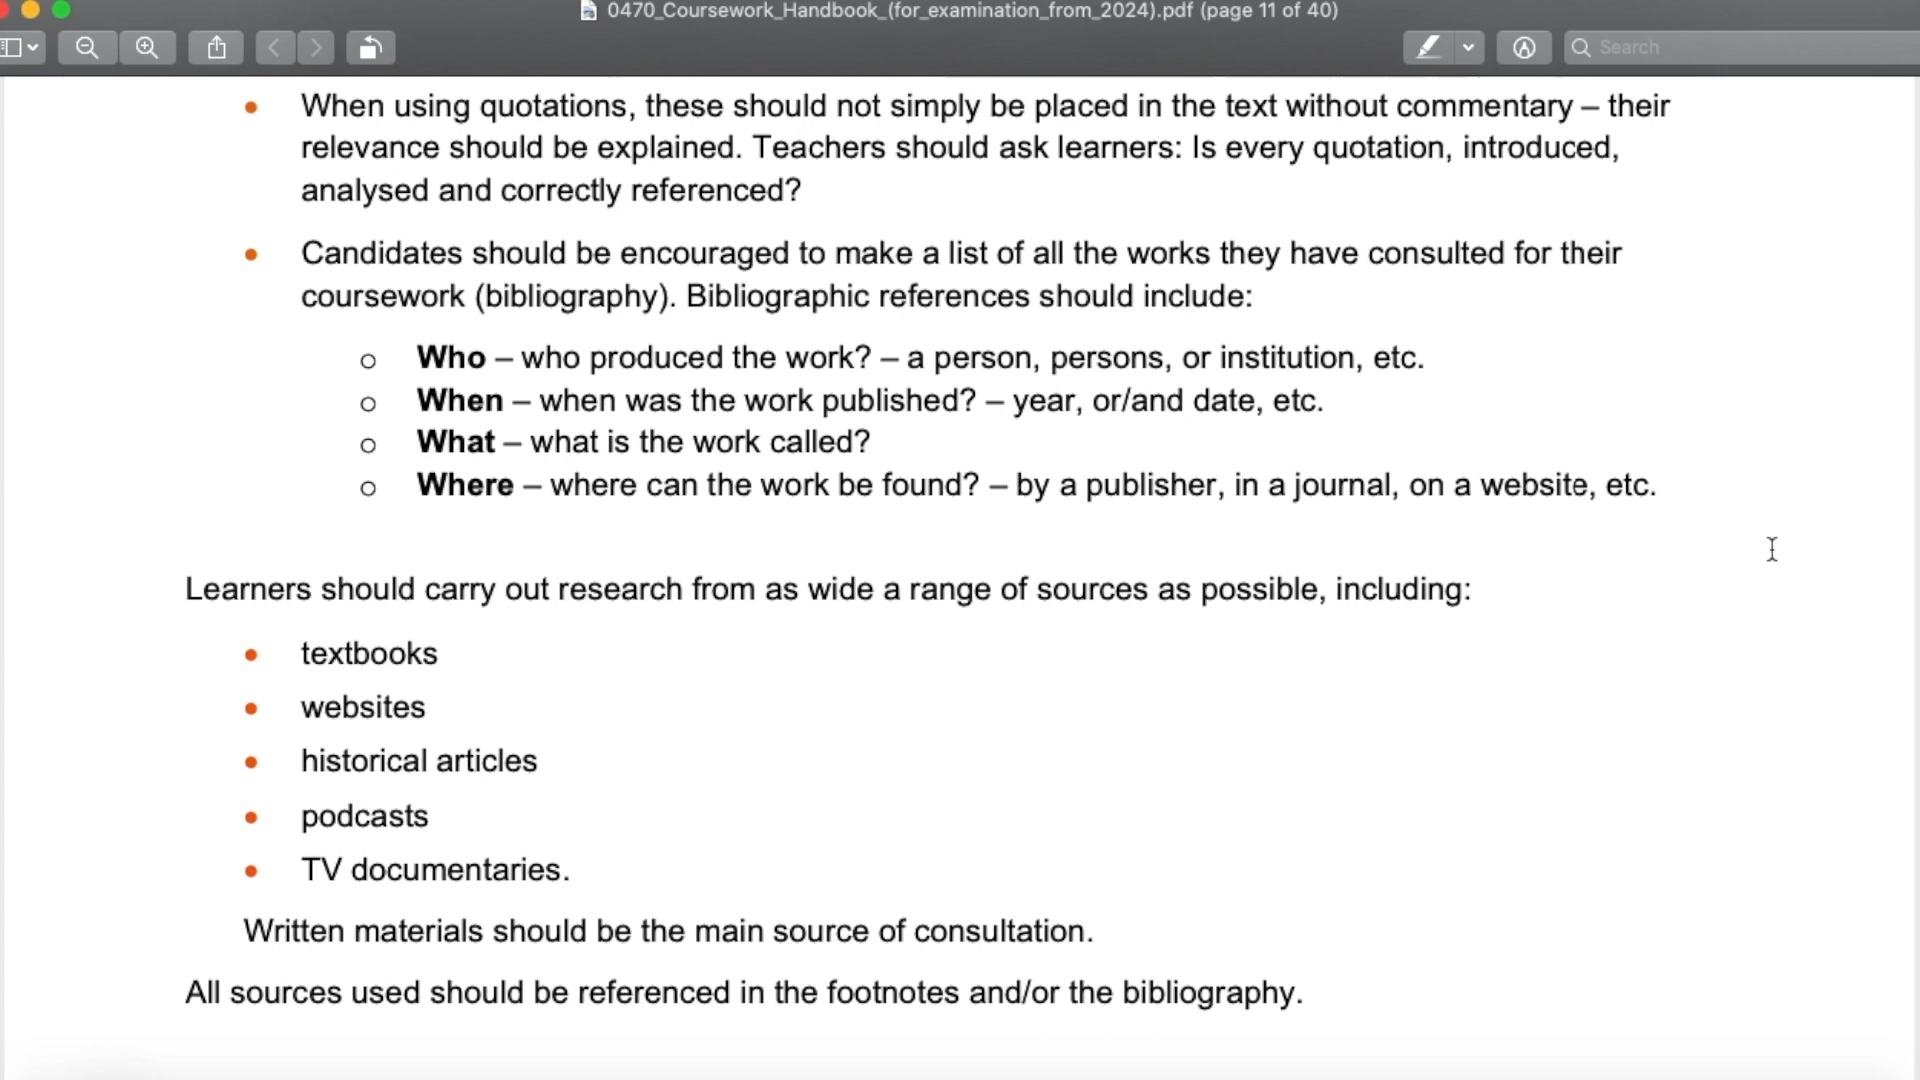 0470_Coursework_Handbook_(for_examination_from_2024).pdf (page 11 of 40)
Search
When using quotations, these should not simply be placed in the text without commentary – their
relevance should be explained. Teachers should ask learners: Is every quotation, introduced,
analysed and correctly referenced?
Candidates should be encouraged to make a list of all the works they have consulted for their
coursework (bibliography). Bibliographic references should include:
Who – who produced the work? – a person, persons, or institution, etc.
When – when was the work published? – year, or/and date, etc.
What – what is the work called?
Where – where can the work be found? – by a publisher, in a journal, on a website, etc.
Learners should carry out research from as wide a range of sources as possible, including:
textbooks
websites
historical articles
podcasts
TV documentaries.
Written materials should be the main source of consultation.
All sources used should be referenced in the footnotes and/or the bibliography.